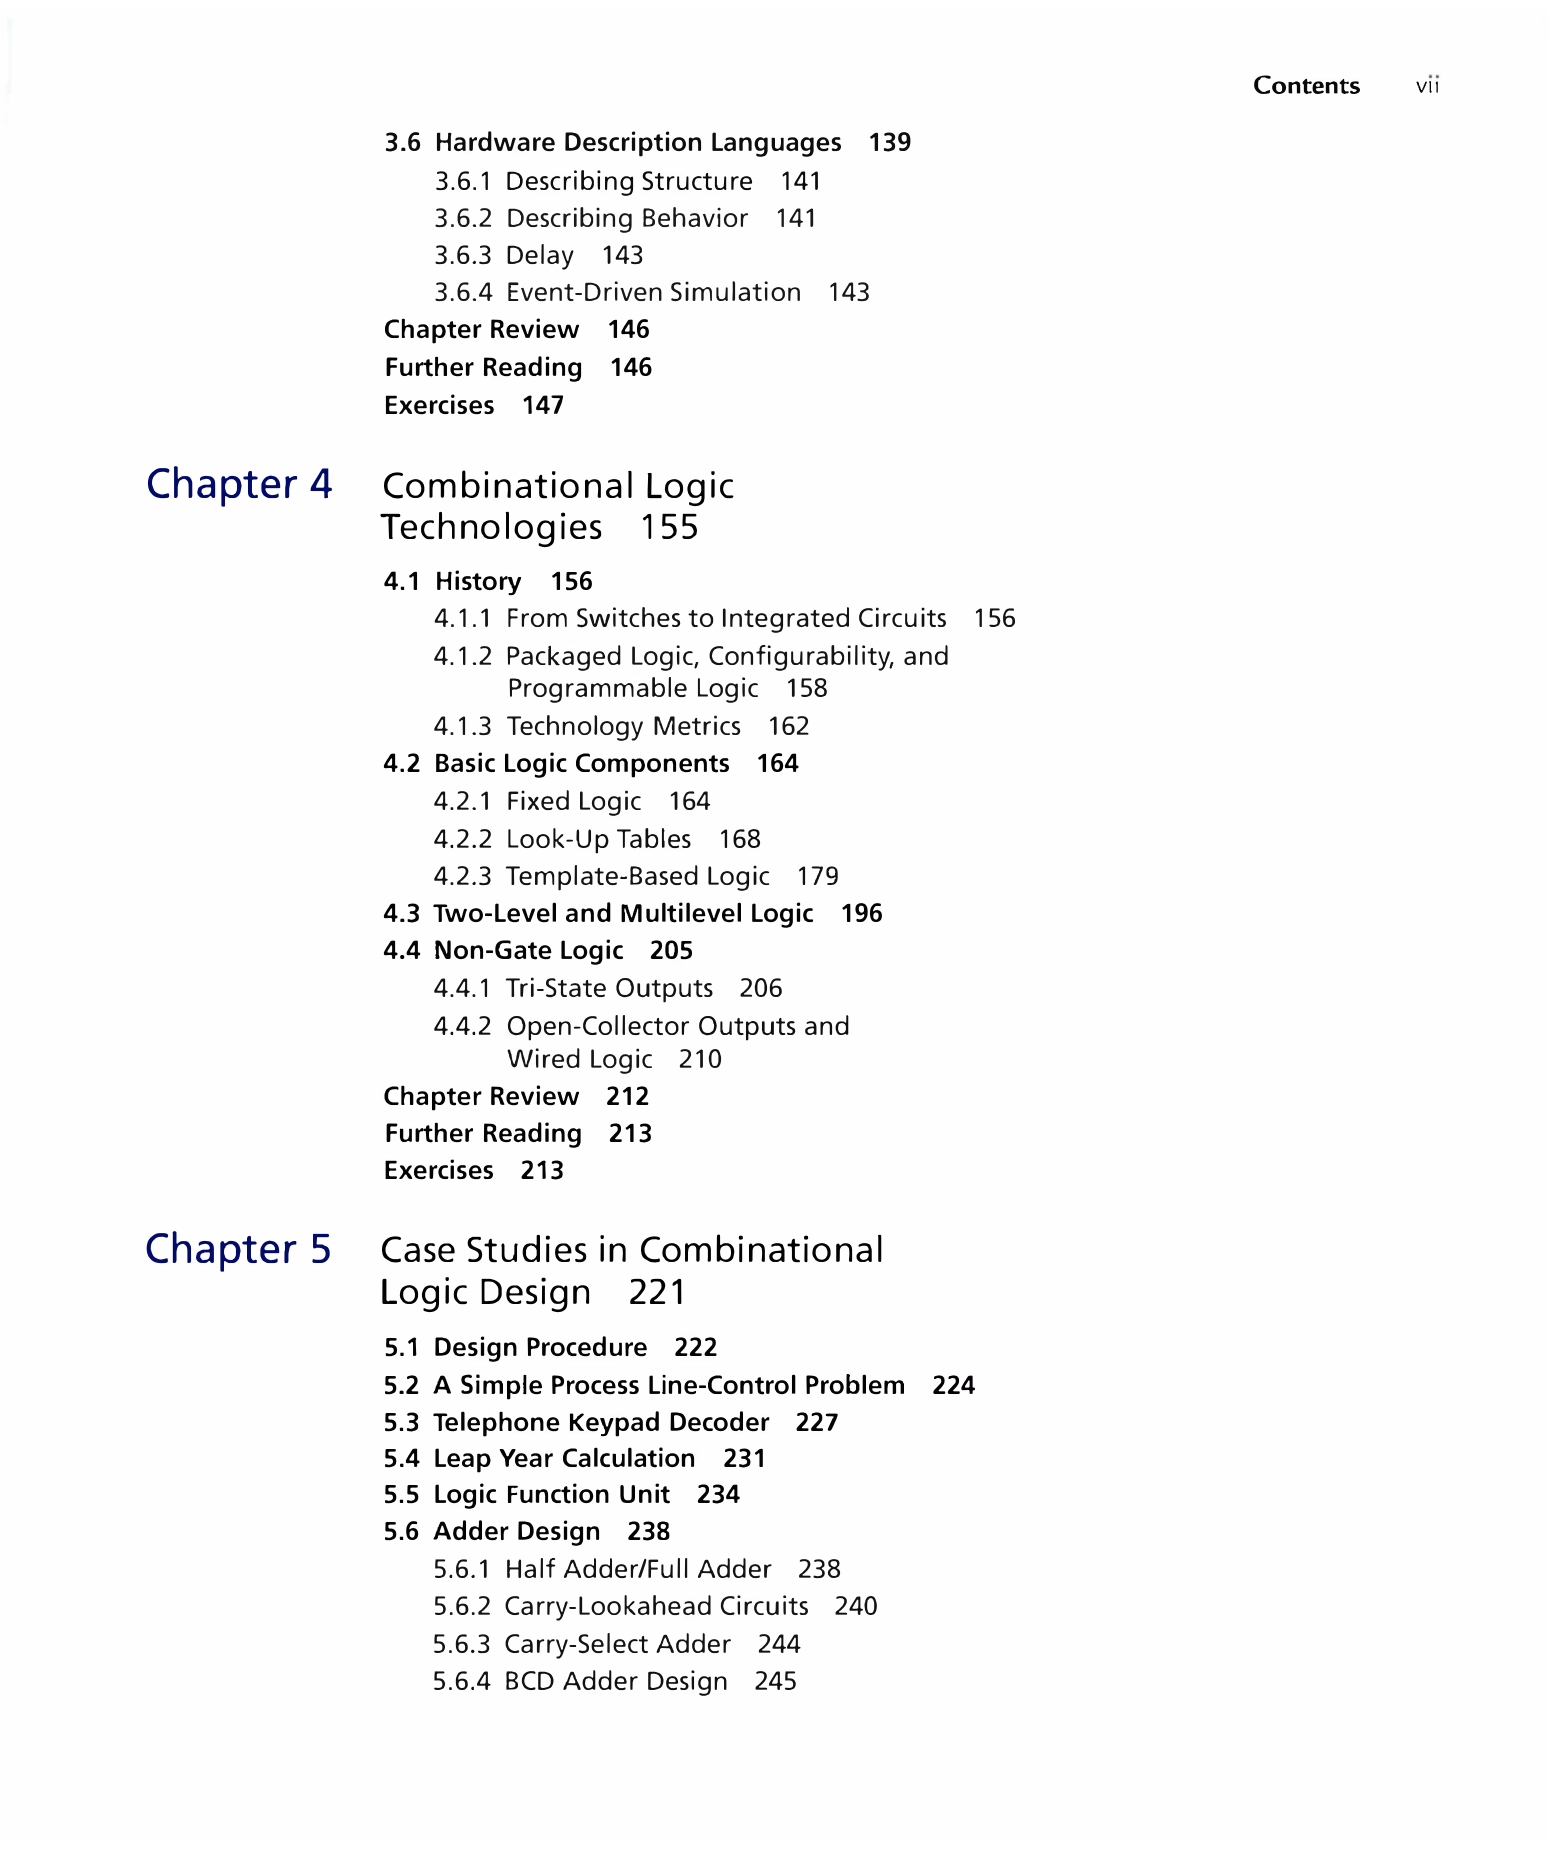 Contents vii
3.6 Hardware Description Languages 139
3.6.1 Describing Structure 141
3.6.2 Describing Behavior 141
3.6.3 Delay 143
3.6.4 Event-Driven Simulation 143
Chapter Review 146
Further Reading 146
Exercises 147
Chapter 4 Combinational Logic
Technologies 155
4.1 History 156
4.1.1 From Switches to Integrated Circuits 156
4.1.2 Packaged Logic, Configurability, and
Programmable Logic 158
4.1.3 Technology Metrics 162
4.2 Basic Logic Components 164
4.2.1 Fixed Logic 164
4.2.2 Look-Up Tables 168
4.2.3 Template-Based Logic 179
4.3 Two-Level and Multilevel Logic 196
4.4 Non-Gate Logic 205
4.4.1 Tri-State Outputs 206
4.4.2 Open-Collector Outputs and
Wired Logic 210
Chapter Review 212
Further Reading 213
Exercises 213
Chapter 5 Case Studies in Combinational
Logic Design 221
5.1 Design Procedure 222
5.2 A Simple Process Line-Control Problem 224
5.3 Telephone Keypad Decoder 227
5.4 Leap Year Calculation 231
5.5 Logic Function Unit 234
5.6 Adder Design 238
5.6.1 Half Adder/Full Adder 238
5.6.2 Carry-Lookahead Circuits 240
5.6.3 Carry-Select Adder 244
5.6.4 BCD Adder Design 245